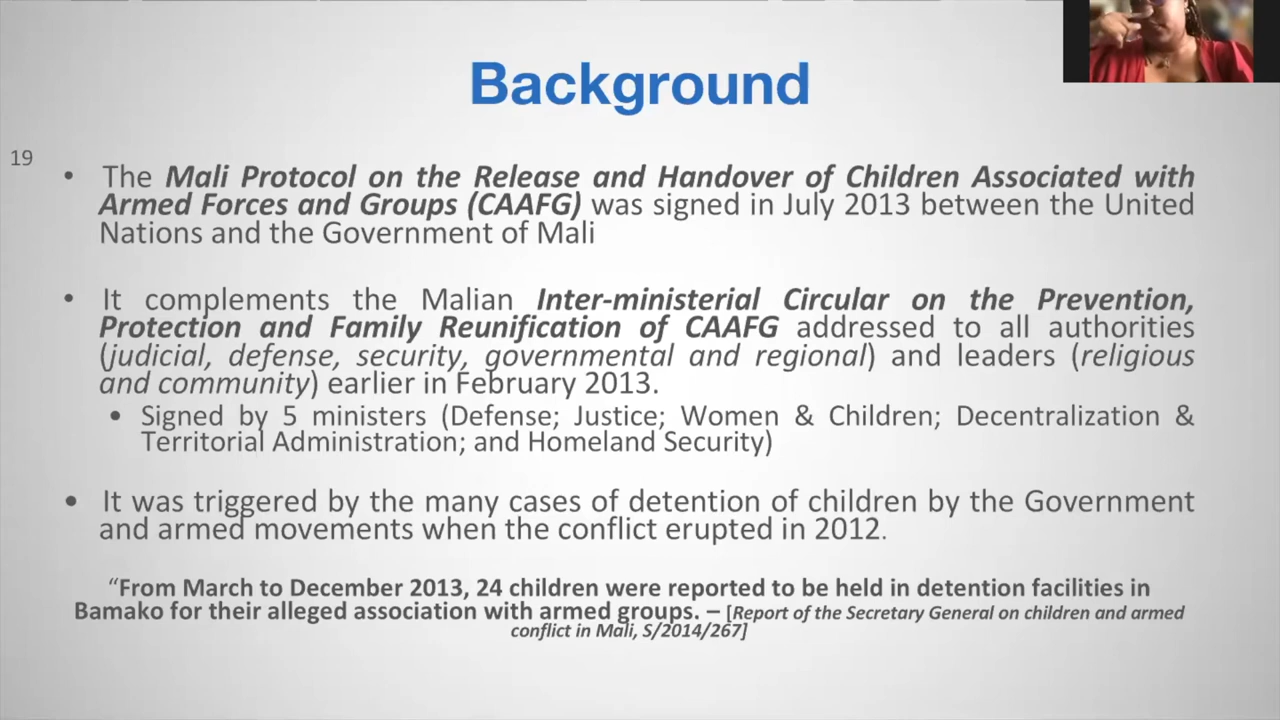 Background
19
• The Mali Protocol on the Release and Handover of Children Associated with
Armed Forces and Groups (CAAFG) was signed in July 2013 between the United
Nations and the Government of Mali
• It complements the Malian Inter-ministerial Circular on the Prevention,
Protection and Family Reunification of CAAFG addressed to all authorities
(judicial, defense, security, governmental and regional) and leaders (religious
and community) earlier in February 2013.
• Signed by 5 ministers (Defense; Justice; Women & Children; Decentralization &
Territorial Administration; and Homeland Security)
• It was triggered by the many cases of detention of children by the Government
and armed movements when the conflict erupted in 2012.
“From March to December 2013, 24 children were reported to be held in detention facilities in
Bamako for their alleged association with armed groups. – [Report of the Secretary General on children and armed
conflict in Mali, S/2014/267]